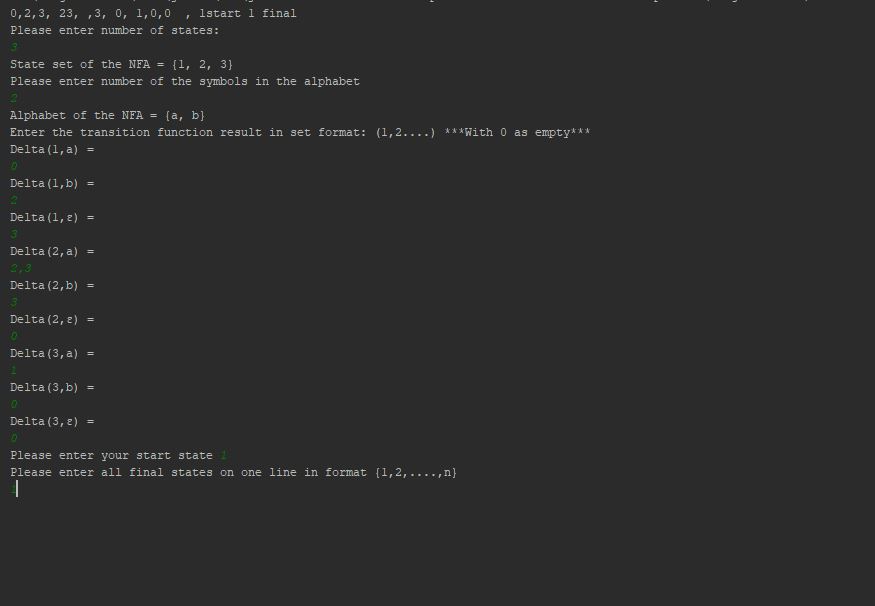 0,2,3, 23, ,3, 0, 1,0,0  , 1start 1 final
Please enter number of states:
3
State set of the NFA = {1, 2, 3}
Please enter number of the symbols in the alphabet
2
Alphabet of the NFA = {a, b}
Enter the transition function result in set format: (1,2....) ***With 0 as empty***
Delta(1,a) =
0
Delta(1,b) =
2
Delta(1,ε) =
3
Delta(2,a) =
2,3
Delta(2,b) =
3
Delta(2,ε) =
0
Delta(3,a) =
1
Delta(3,b) =
0
Delta(3,ε) =
0
Please enter your start state 1
Please enter all final states on one line in format {1,2,....,n}
1